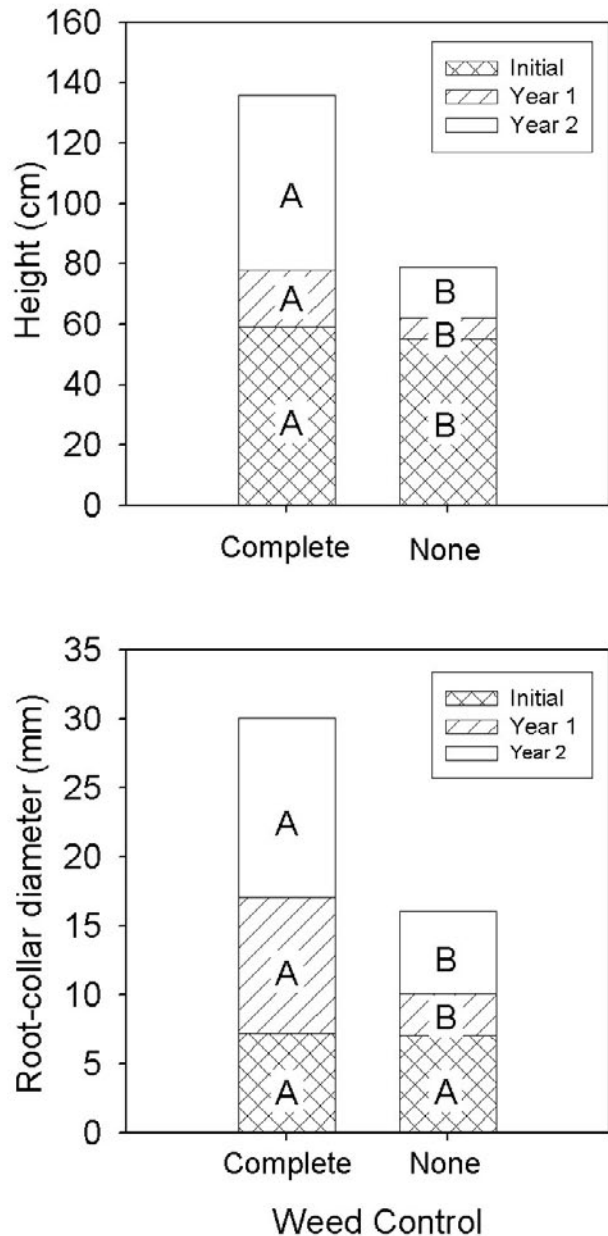 Height (cm)
160
140
120
100
80
60
40
20
0
Initial
Year 1
Year 2
A
A
A
B
B
B
Complete
None
Root-collar diameter (mm)
35
30
25
20
15
10
5
0
Initial
Year 1
Year 2
A
A
A
B
B
A
Complete
None
Weed Control